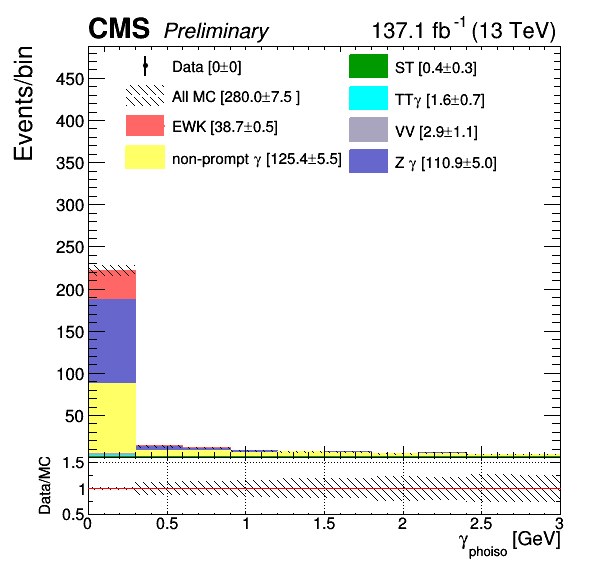 CMS Preliminary 137.1 fb⁻¹ (13 TeV)
Events/bin
Data [0±0]
All MC [280.0±7.5 ]
EWK [38.7±0.5]
non-prompt γ [125.4±5.5]
ST [0.4±0.3]
TTγ [1.6±0.7]
VV [2.9±1.1]
Z γ [110.9±5.0]
450
400
350
300
250
200
150
100
50
Data/MC
1.5
1
0.5
0 0.5 1 1.5 2 2.5 3
γphoiso [GeV]